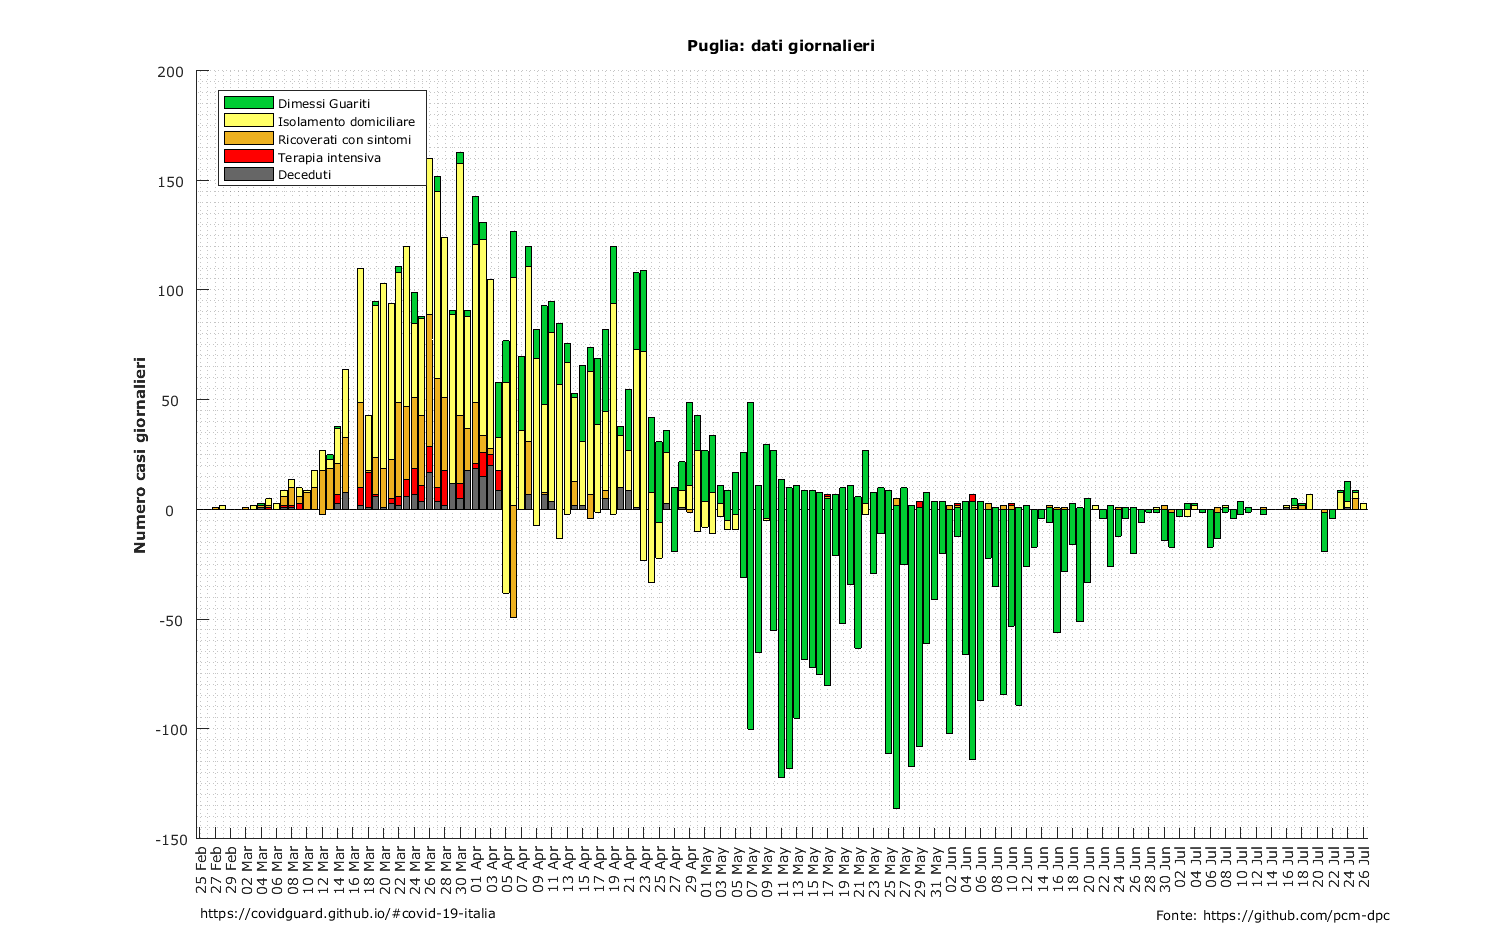 Puglia: dati giornalieri
200
150
100
50
0
-50
-100
-150
Numero casi giornalieri
Dimessi Guariti
Isolamento domiciliare
Ricoverati con sintomi
Terapia intensiva
Deceduti
25 Feb
27 Feb
29 Feb
02 Mar
04 Mar
06 Mar
08 Mar
10 Mar
12 Mar
14 Mar
16 Mar
18 Mar
20 Mar
22 Mar
24 Mar
26 Mar
28 Mar
30 Mar
01 Apr
03 Apr
05 Apr
07 Apr
09 Apr
11 Apr
13 Apr
15 Apr
17 Apr
19 Apr
21 Apr
23 Apr
25 Apr
27 Apr
29 Apr
01 May
03 May
05 May
07 May
09 May
11 May
13 May
15 May
17 May
19 May
21 May
23 May
25 May
27 May
29 May
31 May
02 Jun
04 Jun
06 Jun
08 Jun
10 Jun
12 Jun
14 Jun
16 Jun
18 Jun
20 Jun
22 Jun
24 Jun
26 Jun
28 Jun
30 Jun
02 Jul
04 Jul
06 Jul
08 Jul
10 Jul
12 Jul
14 Jul
16 Jul
18 Jul
20 Jul
22 Jul
24 Jul
26 Jul
https://covidguard.github.io/#covid-19-italia
Fonte: https://github.com/pcm-dpc